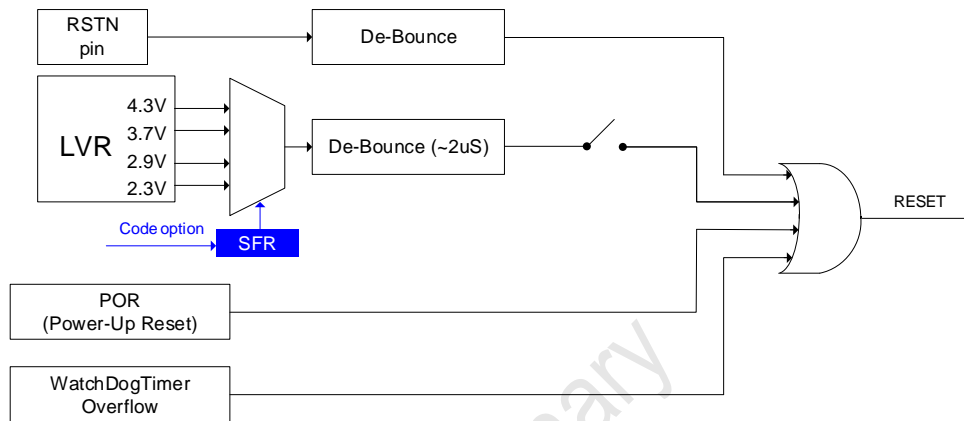 RSTN
pin
De-Bounce
LVR
4.3V
3.7V
2.9V
2.3V
De-Bounce (~2uS)
RESET
Code option
SFR
POR
(Power-Up Reset)
WatchDogTimer
Overflow
nary